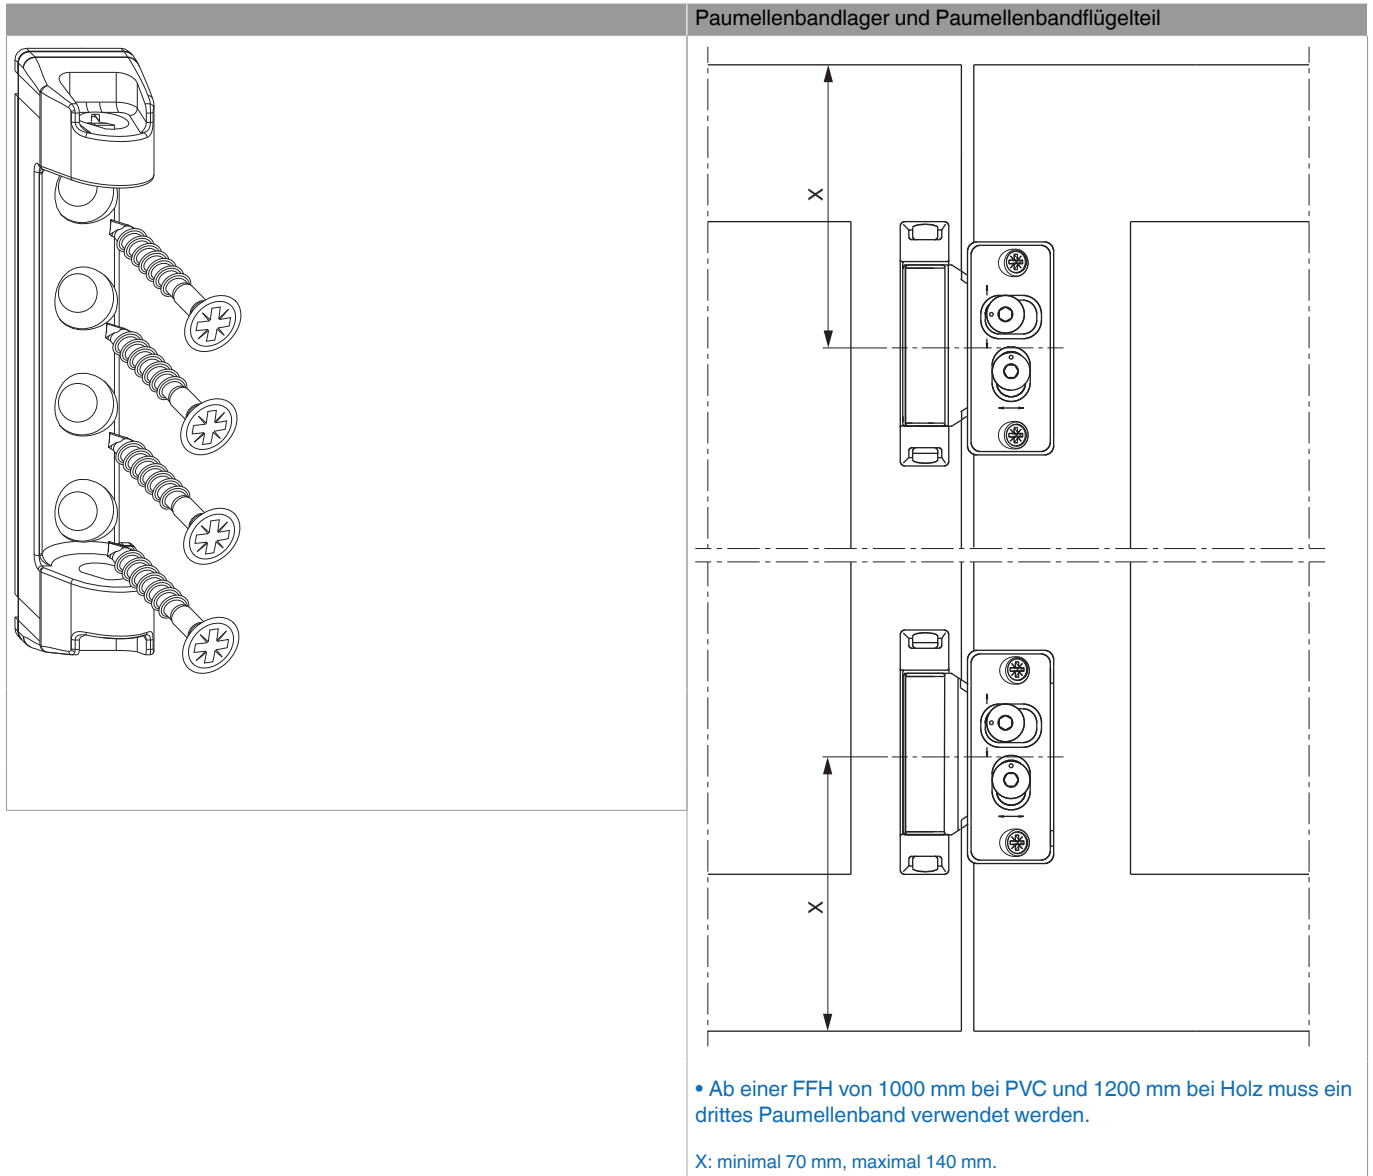 Paumellenbandlager und Paumellenbandflügelteil
X
X
• Ab einer FFH von 1000 mm bei PVC und 1200 mm bei Holz muss ein
drittes Paumellenband verwendet werden.
X: minimal 70 mm, maximal 140 mm.